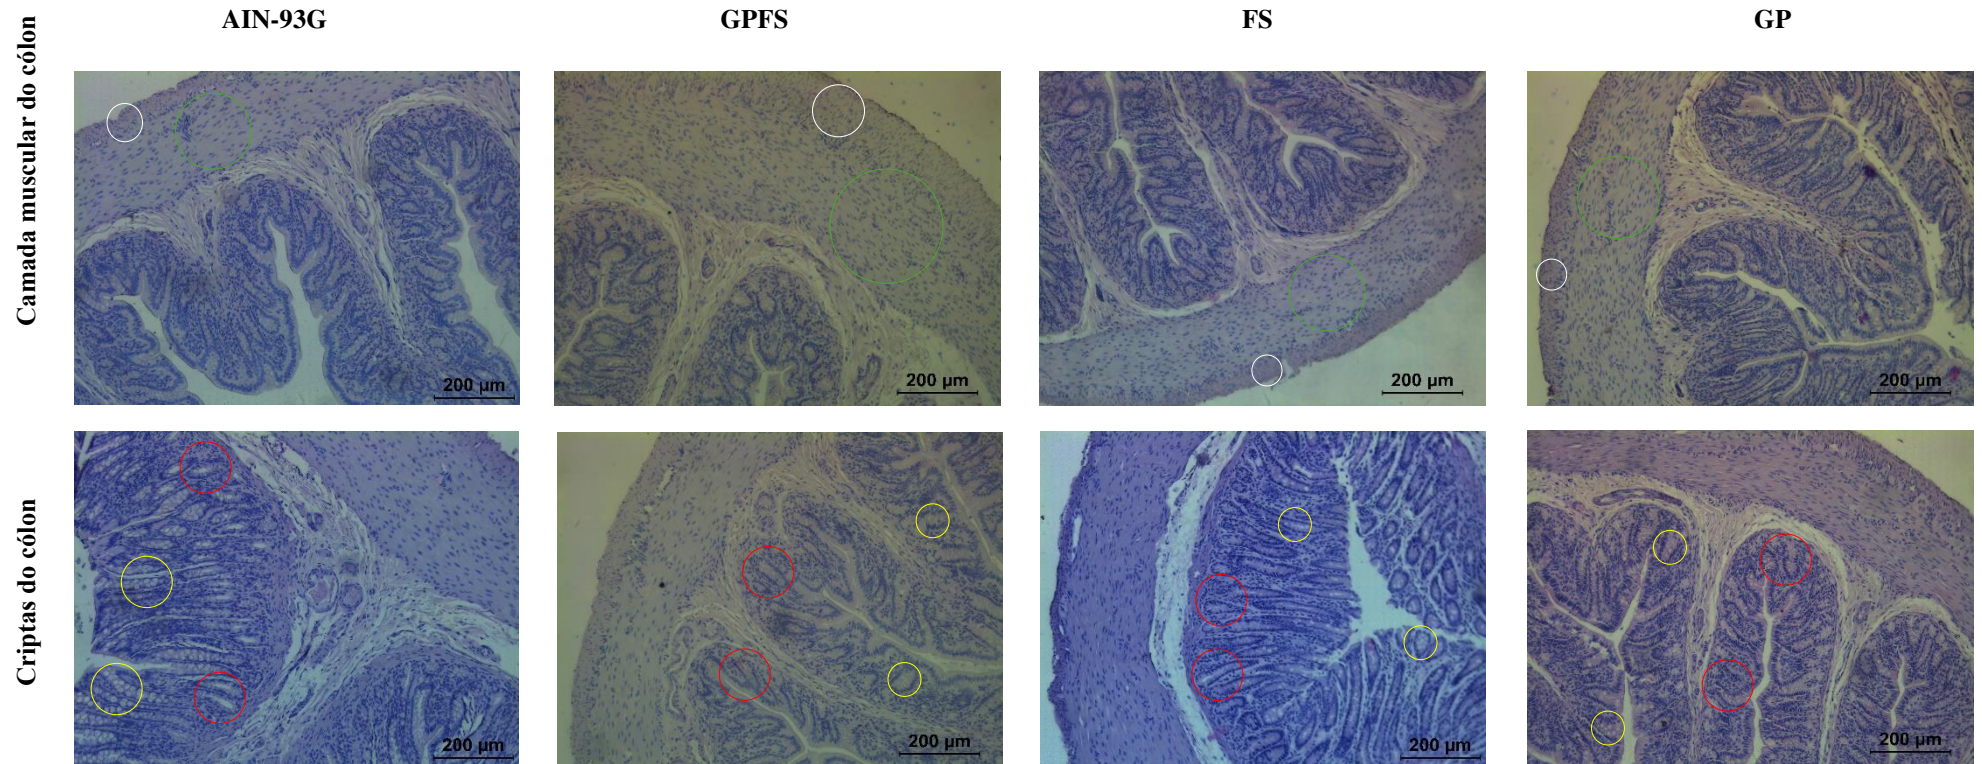 AIN-93G
GPFS
FS
GP
Camada muscular do cólon
200 µm
200 µm
200 µm
200 µm
Criptas do cólon
200 µm
200 µm
200 µm
200 µm